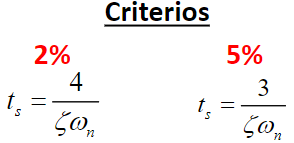 Criterios
2% 5%
t_s = 4/(ζω_n) t_s = 3/(ζω_n)